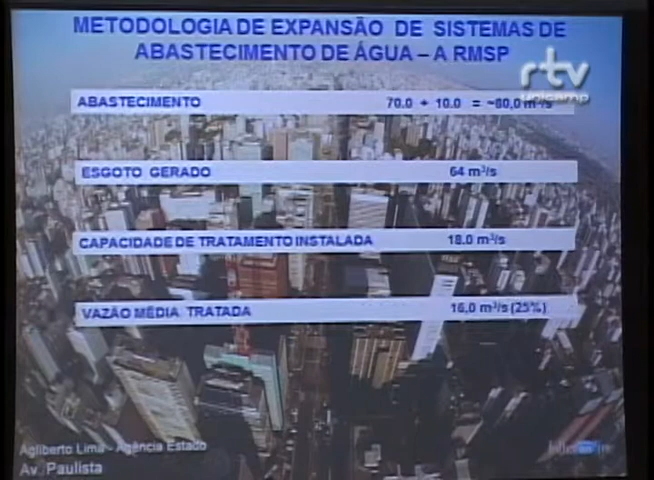 METODOLOGIA DE EXPANSÃO DE SISTEMAS DE
ABASTECIMENTO DE ÁGUA – A RMSP
rtv
unicamp
ABASTECIMENTO 70.0 + 10.0 = ~80,0 m³/s
ESGOTO GERADO 64 m³/s
CAPACIDADE DE TRATAMENTO INSTALADA 18.0 m³/s
VAZÃO MÉDIA TRATADA 16,0 m³/s (25%)
Agliberto Lima - Agência Estado
Av. Paulista